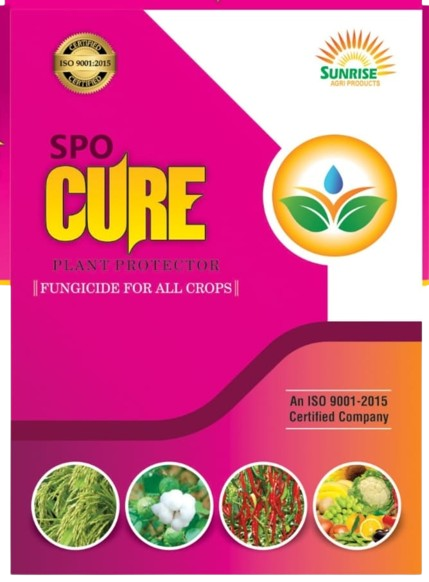 CERTIFIED
ISO 9001:2015
CERTIFIED
SUNRISE
AGRI PRODUCTS
SPO
CURE
PLANT PROTECTOR
FUNGICIDE FOR ALL CROPS
An ISO 9001-2015
Certified Company